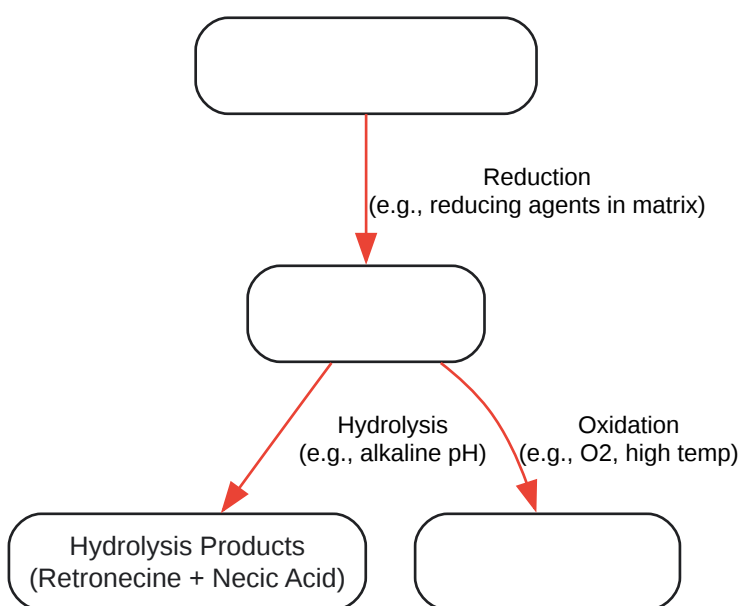 Reduction
(e.g., reducing agents in matrix)
Hydrolysis
(e.g., alkaline pH)
Oxidation
(e.g., O2, high temp)
Hydrolysis Products
(Retronecine + Necic Acid)